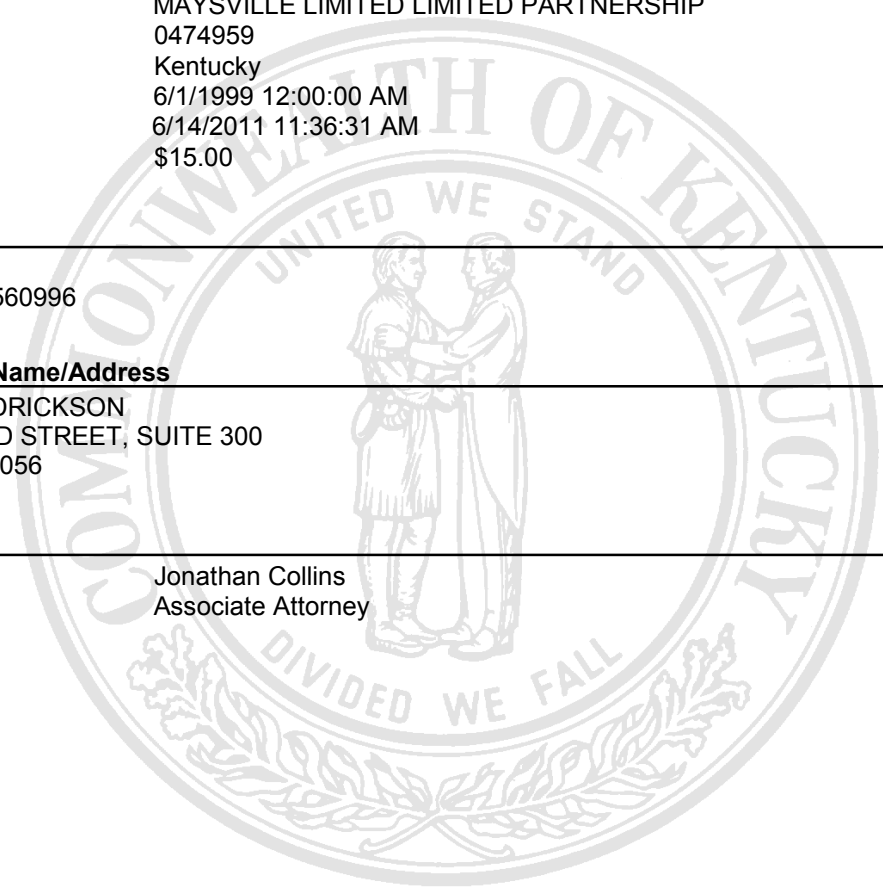 MAYSVILLE LIMITED LIMITED PARTNERSHIP
0474959
Kentucky
6/1/1999 12:00:00 AM
6/14/2011 11:36:31 AM
$15.00
560996
Name/Address
DRICKSON
D STREET, SUITE 300
056
Jonathan Collins
Associate Attorney
COMMONWEALTH OF KENTUCKY
UNITED WE STAND
DIVIDED WE FALL